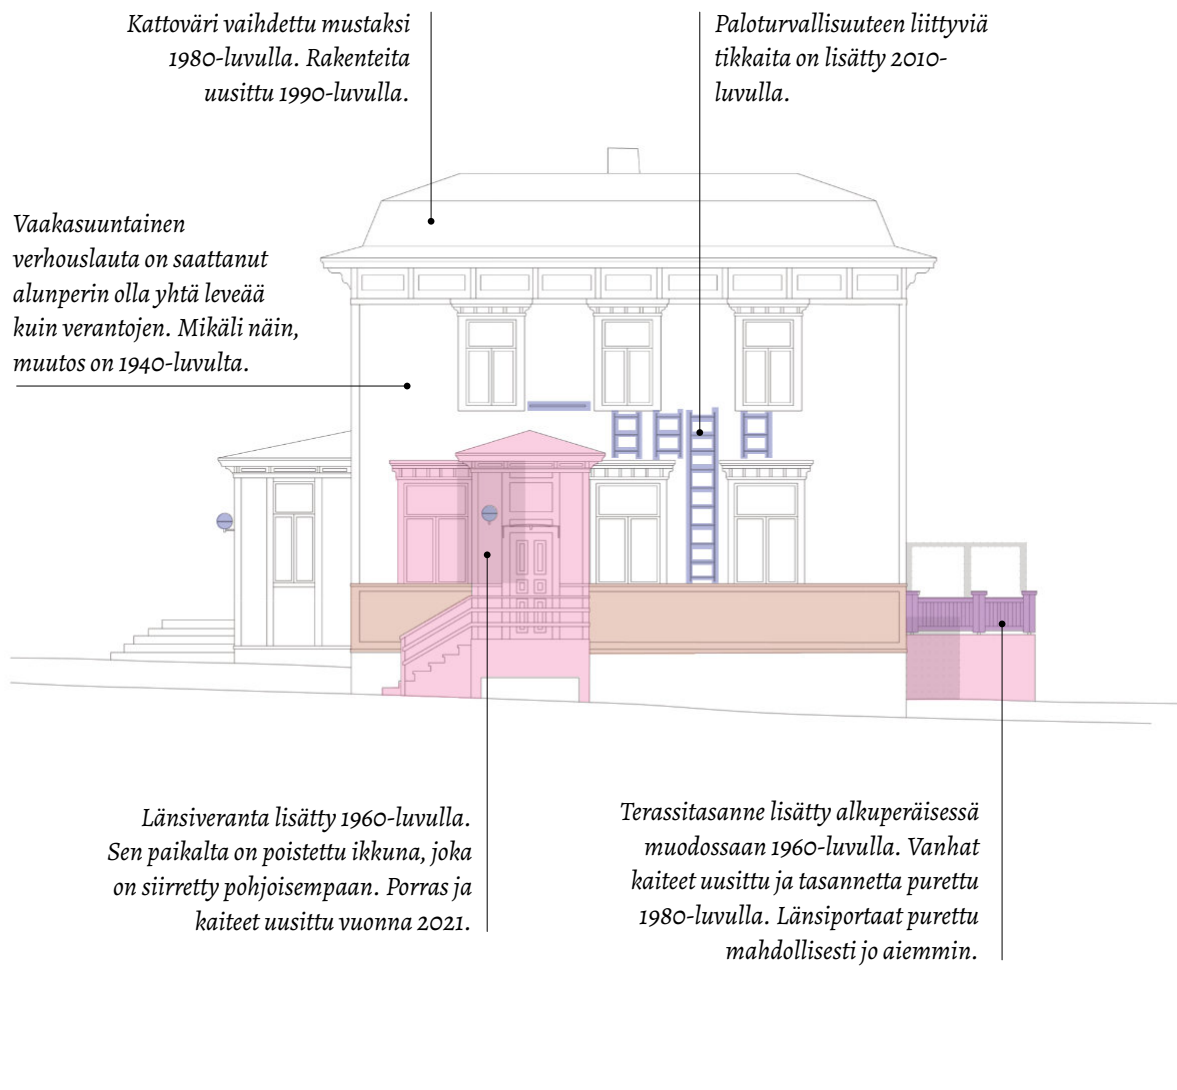 Kattoväri vaihdettu mustaksi
1980-luvulla. Rakenteita
uusittu 1990-luvulla.
Paloturvallisuuteen liittyviä
tikkaita on lisätty 2010-
luvulla.
Vaakasuuntainen
verhouslauta on saattanut
alunperin olla yhtä leveää
kuin verantojen. Mikäli näin,
muutos on 1940-luvulta.
Länsiveranta lisätty 1960-luvulla.
Sen paikalta on poistettu ikkuna, joka
on siirretty pohjoisempaan. Porras ja
kaiteet uusittu vuonna 2021.
Terassitasanne lisätty alkuperäisessä
muodossaan 1960-luvulla. Vanhat
kaiteet uusittu ja tasannetta purettu
1980-luvulla. Länsiportaat purettu
mahdollisesti jo aiemmin.